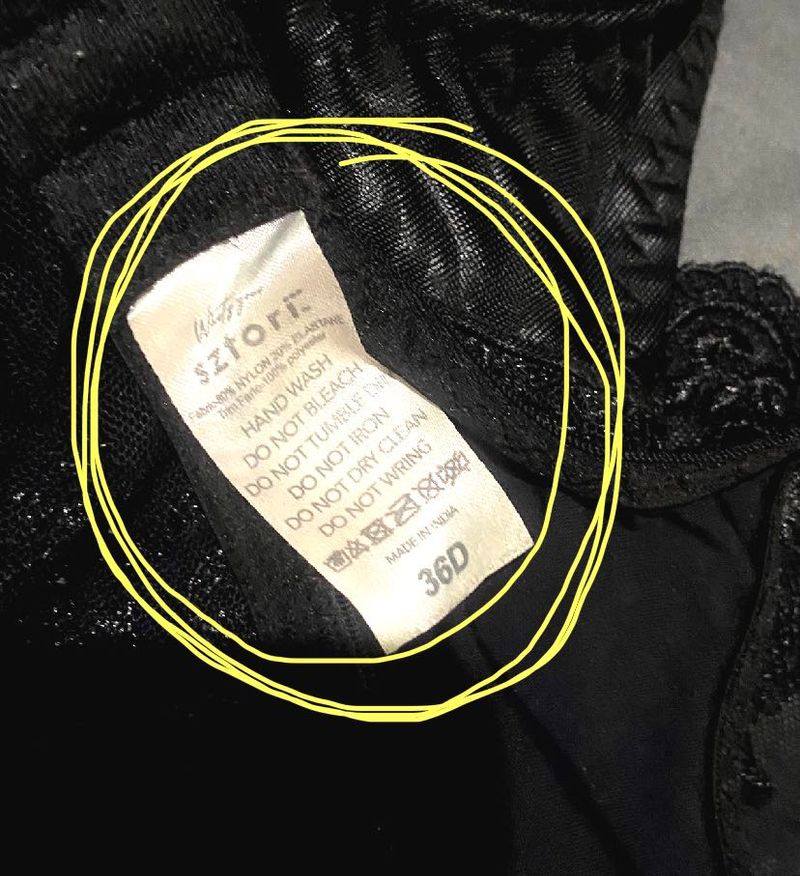 sztori
Fabric-80% NYLON 20% ELASTANE
Trim Fabric-100% polyester
HAND WASH
DO NOT BLEACH
DO NOT TUMBLE DRY
DO NOT IRON
DO NOT DRY CLEAN
DO NOT WRING
MADE IN INDIA
36D